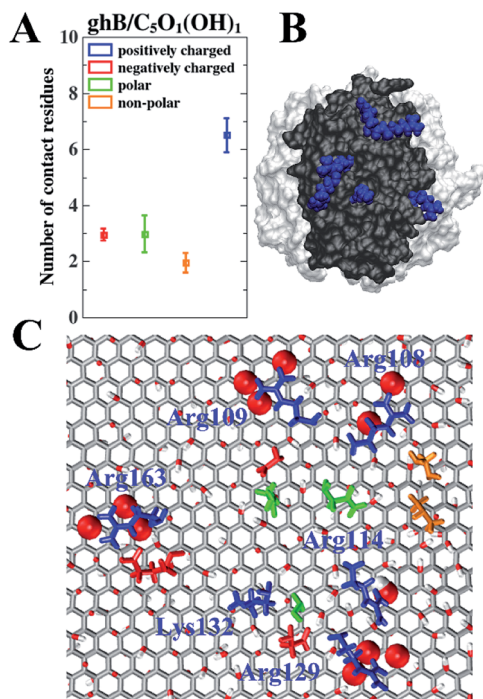 A
B
ghB/C₅O₁(OH)₁
10
8
6
4
2
0
Number of contact residues
positively charged
negatively charged
polar
non-polar
C
Arg108
Arg109
Arg163
Arg114
Lys132
Arg129